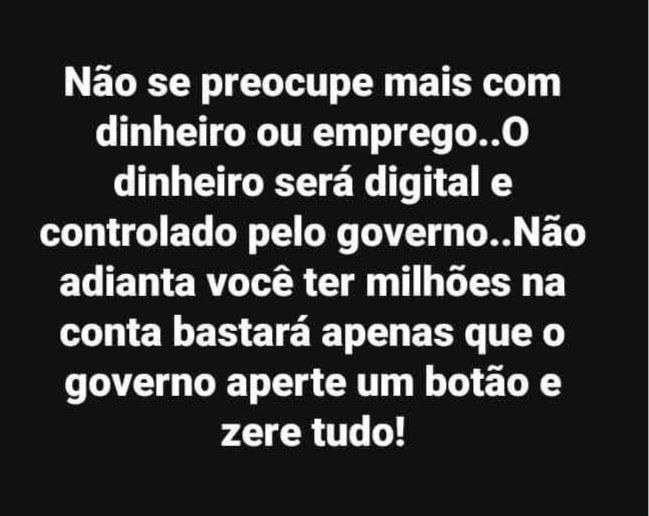 Não se preocupe mais com
dinheiro ou emprego..O
dinheiro será digital e
controlado pelo governo..Não
adianta você ter milhões na
conta bastará apenas que o
governo aperte um botão e
zere tudo!